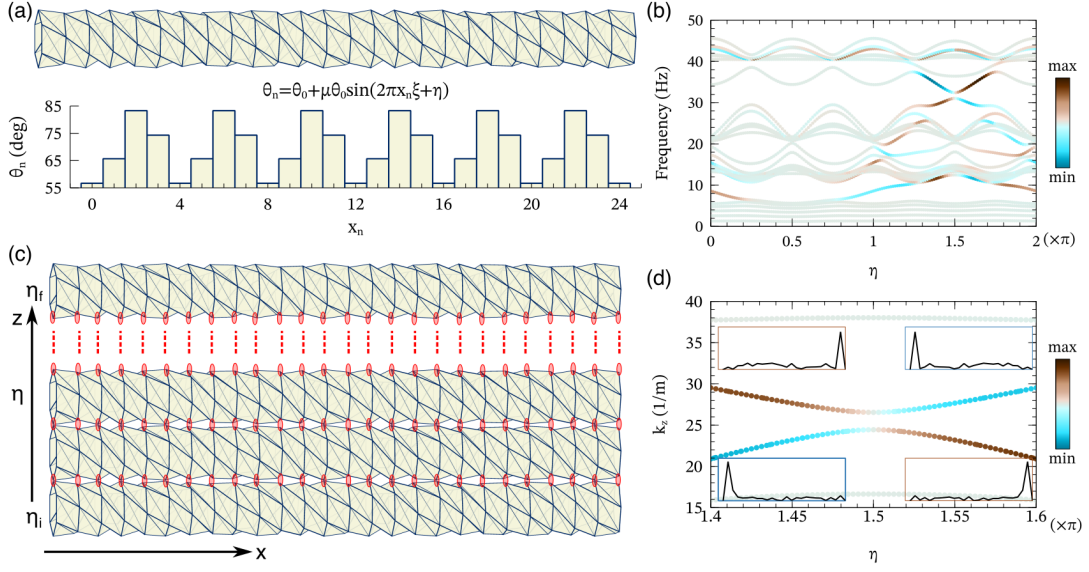 (a)
θn=θ0+μθ0sin(2πxnξ+η)
85
75
65
55
θn (deg)
0 4 8 12 16 20 24
xn
(b)
50
40
30
20
10
0
Frequency (Hz)
0 0.5 1 1.5 2 (×π)
η
max
min
(c)
ηf
z
η
ηi
x
(d)
40
35
30
25
20
15
kz (1/m)
1.4 1.45 1.5 1.55 1.6
(×π)
η
max
min